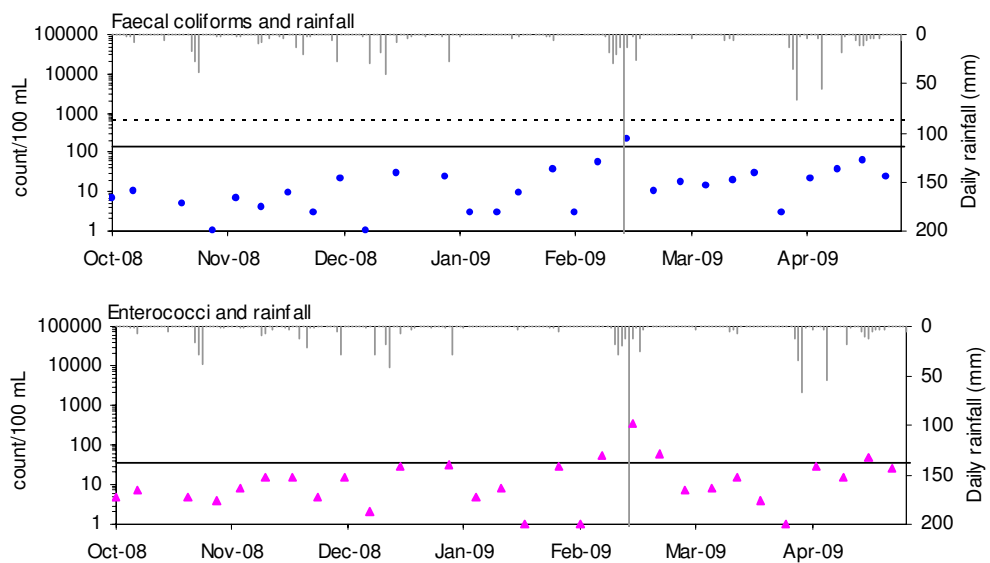 Faecal coliforms and rainfall
count/100 mL
100000
10000
1000
100
10
1
0
50
100
150
200
Daily rainfall (mm)
Oct-08 Nov-08 Dec-08 Jan-09 Feb-09 Mar-09 Apr-09
Enterococci and rainfall
count/100 mL
100000
10000
1000
100
10
1
0
50
100
150
200
Daily rainfall (mm)
Oct-08 Nov-08 Dec-08 Jan-09 Feb-09 Mar-09 Apr-09